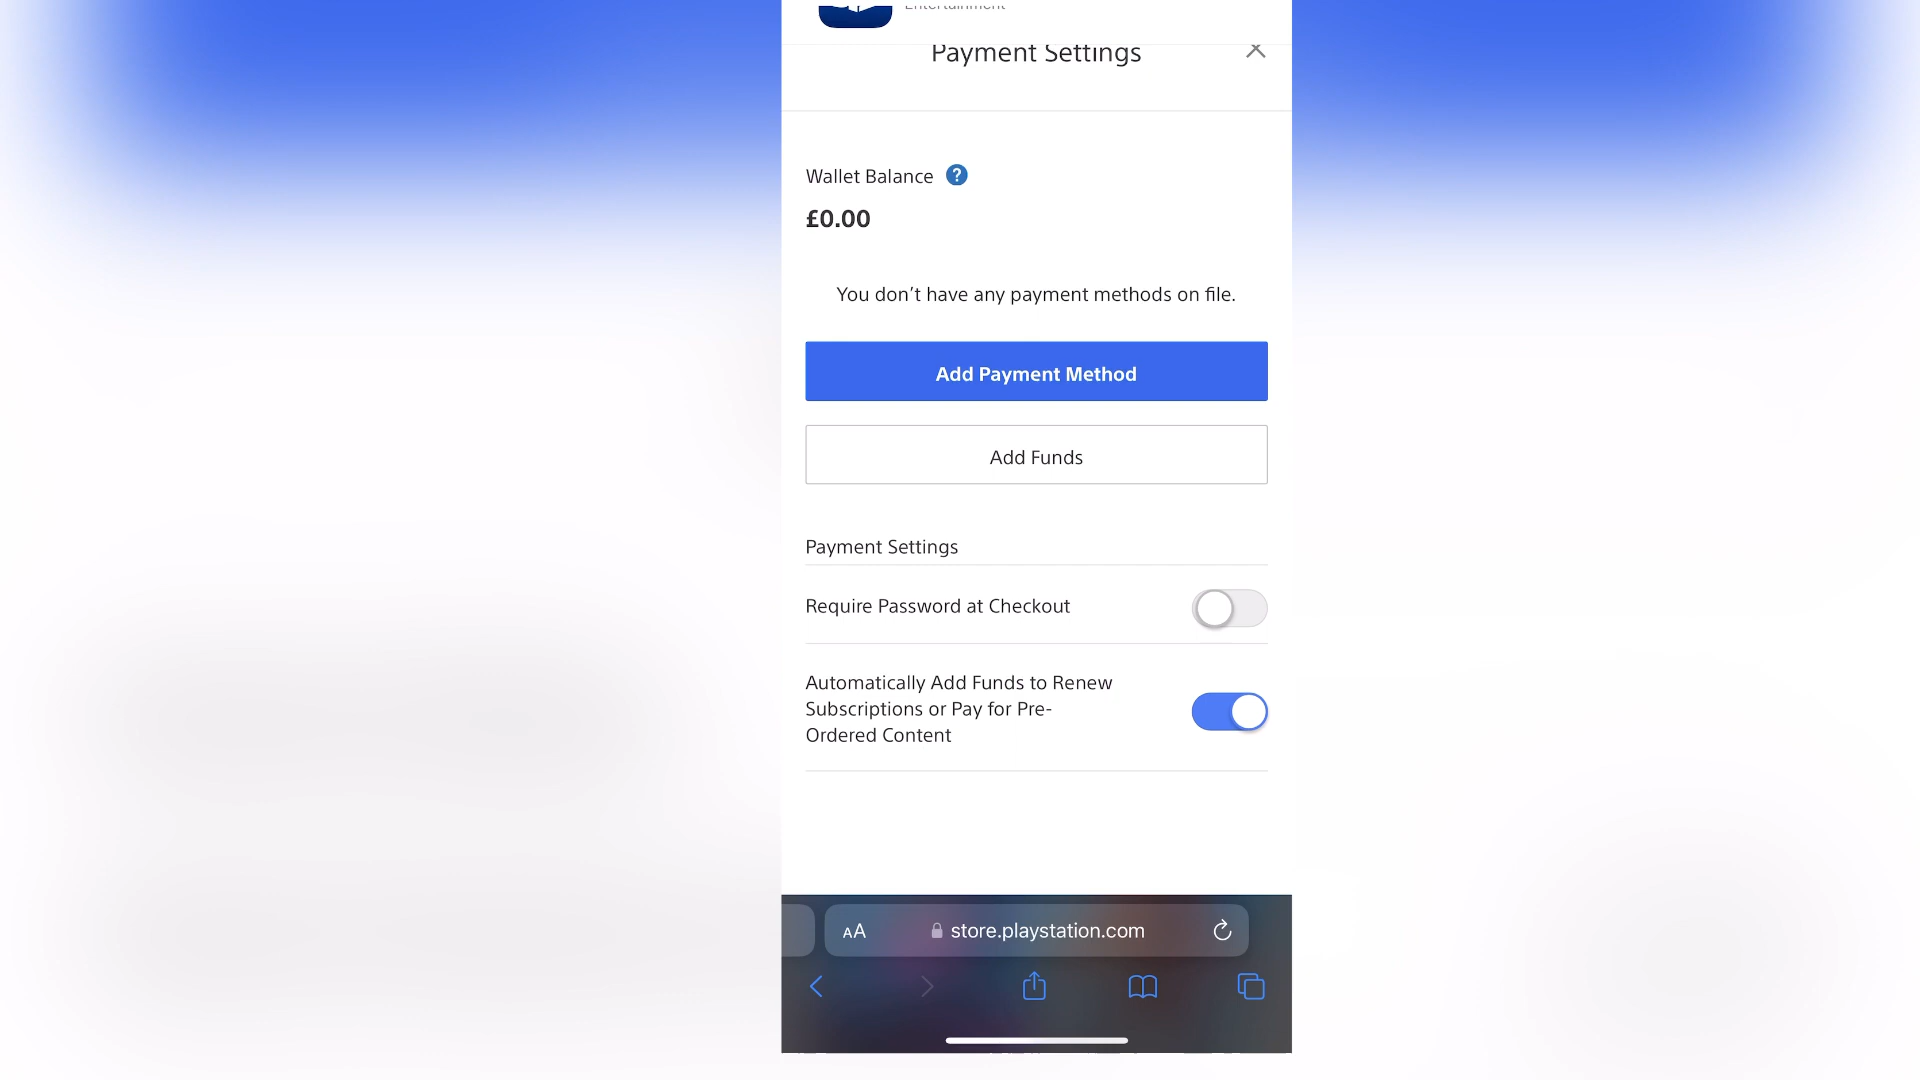 Entertainment
Payment Settings
Wallet Balance ?
£0.00
You don’t have any payment methods on file.
Add Payment Method
Add Funds
Payment Settings
Require Password at Checkout
Automatically Add Funds to Renew
Subscriptions or Pay for Pre-
Ordered Content
AA store.playstation.com